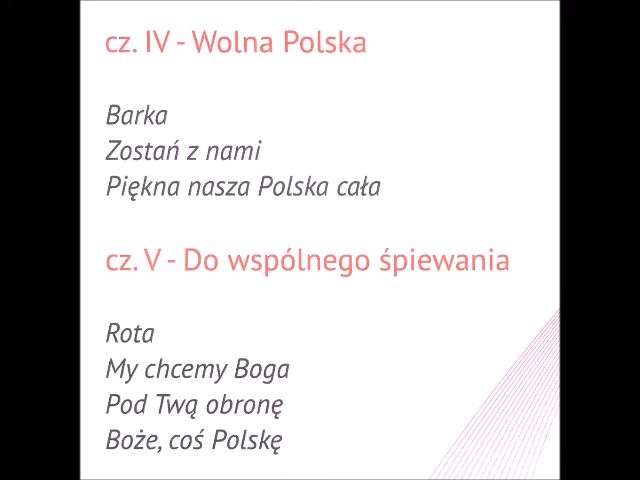 cz. IV - Wolna Polska
Barka
Zostań z nami
Piękna nasza Polska cała
cz. V - Do wspólnego śpiewania
Rota
My chcemy Boga
Pod Twą obronę
Boże, coś Polskę